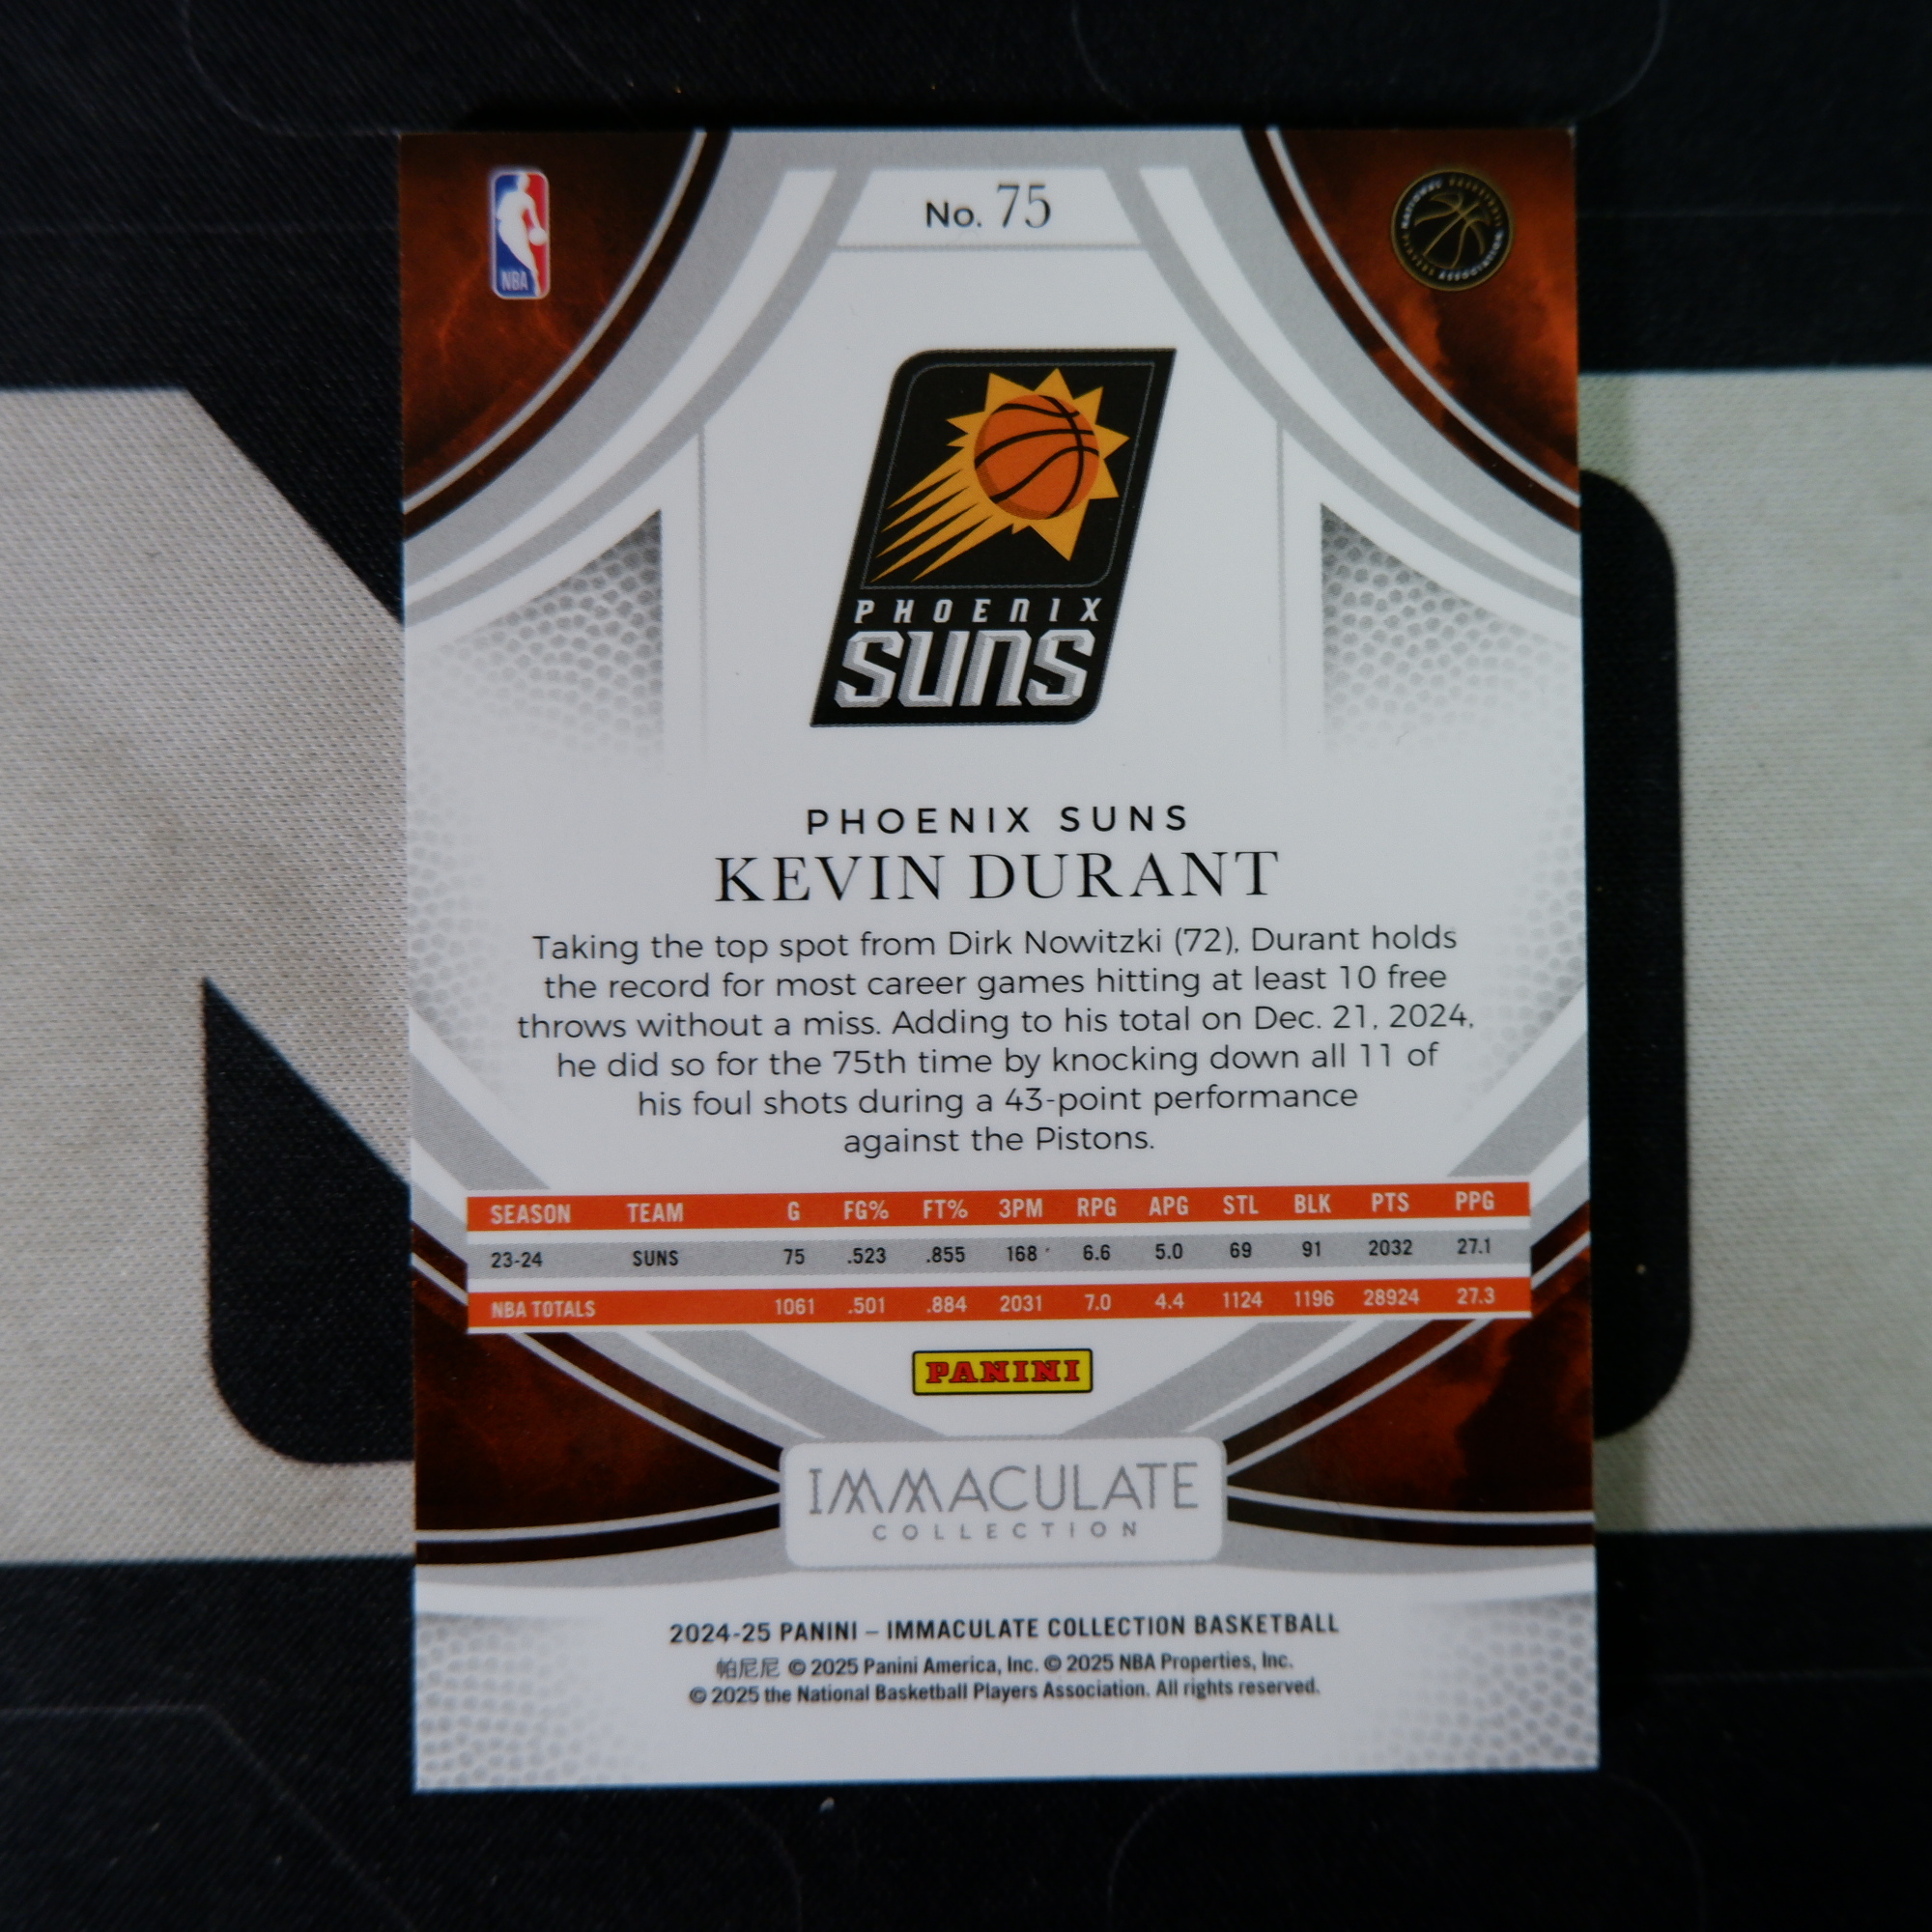 No. 75
NBA
NATIONAL BASKETBALL
PLAYERS ASSOCIATION
PHOENIX
SUNS
PHOENIX SUNS
KEVIN DURANT
Taking the top spot from Dirk Nowitzki (72), Durant holds
the record for most career games hitting at least 10 free
throws without a miss. Adding to his total on Dec. 21, 2024,
he did so for the 75th time by knocking down all 11 of
his foul shots during a 43-point performance
against the Pistons.
SEASON TEAM G FG% FT% 3PM RPG APG STL BLK PTS PPG
23-24 SUNS 75 .523 .855 168 6.6 5.0 69 91 2032 27.1
NBA TOTALS 1061 .501 .884 2031 7.0 4.4 1124 1196 28924 27.3
PANINI
IMMACULATE
COLLECTION
2024-25 PANINI – IMMACULATE COLLECTION BASKETBALL
帕尼尼 © 2025 Panini America, Inc. © 2025 NBA Properties, Inc.
© 2025 the National Basketball Players Association. All rights reserved.